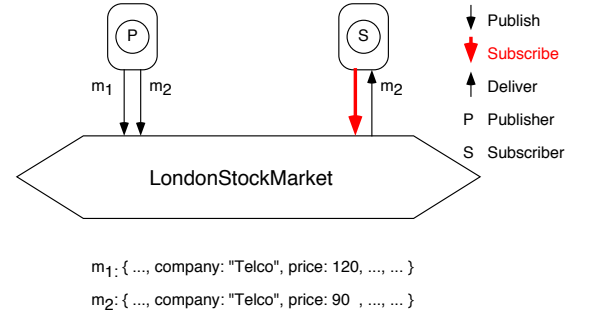 P
S
Publish
Subscribe
m1
m2
m2
Deliver
P Publisher
S Subscriber
LondonStockMarket
m1: { ..., company: "Telco", price: 120, ..., ... }
m2: { ..., company: "Telco", price: 90 , ..., ... }